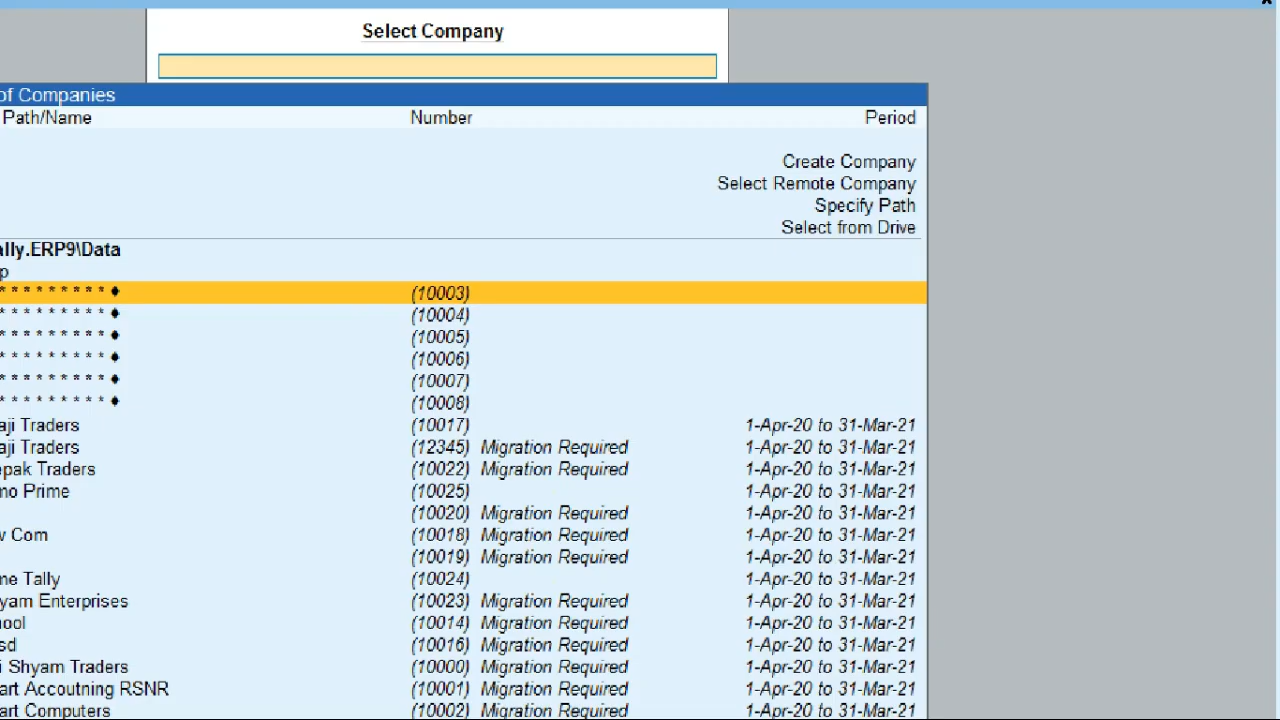 Select Company
of Companies
Path/Name Number Period
Create Company
Select Remote Company
Specify Path
Select from Drive
ally.ERP9\Data
p
* * * * * * * * * ♦ (10003)
* * * * * * * * * ♦ (10004)
* * * * * * * * * ♦ (10005)
* * * * * * * * * ♦ (10006)
* * * * * * * * * ♦ (10007)
* * * * * * * * * ♦ (10008)
aji Traders (10017) 1-Apr-20 to 31-Mar-21
aji Traders (12345) Migration Required 1-Apr-20 to 31-Mar-21
epak Traders (10022) Migration Required 1-Apr-20 to 31-Mar-21
mo Prime (10025) 1-Apr-20 to 31-Mar-21
(10020) Migration Required 1-Apr-20 to 31-Mar-21
w Com (10018) Migration Required 1-Apr-20 to 31-Mar-21
(10019) Migration Required 1-Apr-20 to 31-Mar-21
me Tally (10024) 1-Apr-20 to 31-Mar-21
yam Enterprises (10023) Migration Required 1-Apr-20 to 31-Mar-21
hool (10014) Migration Required 1-Apr-20 to 31-Mar-21
sd (10016) Migration Required 1-Apr-20 to 31-Mar-21
i Shyam Traders (10000) Migration Required 1-Apr-20 to 31-Mar-21
art Accoutning RSNR (10001) Migration Required 1-Apr-20 to 31-Mar-21
art Computers (10002) Migration Required 1-Apr-20 to 31-Mar-21